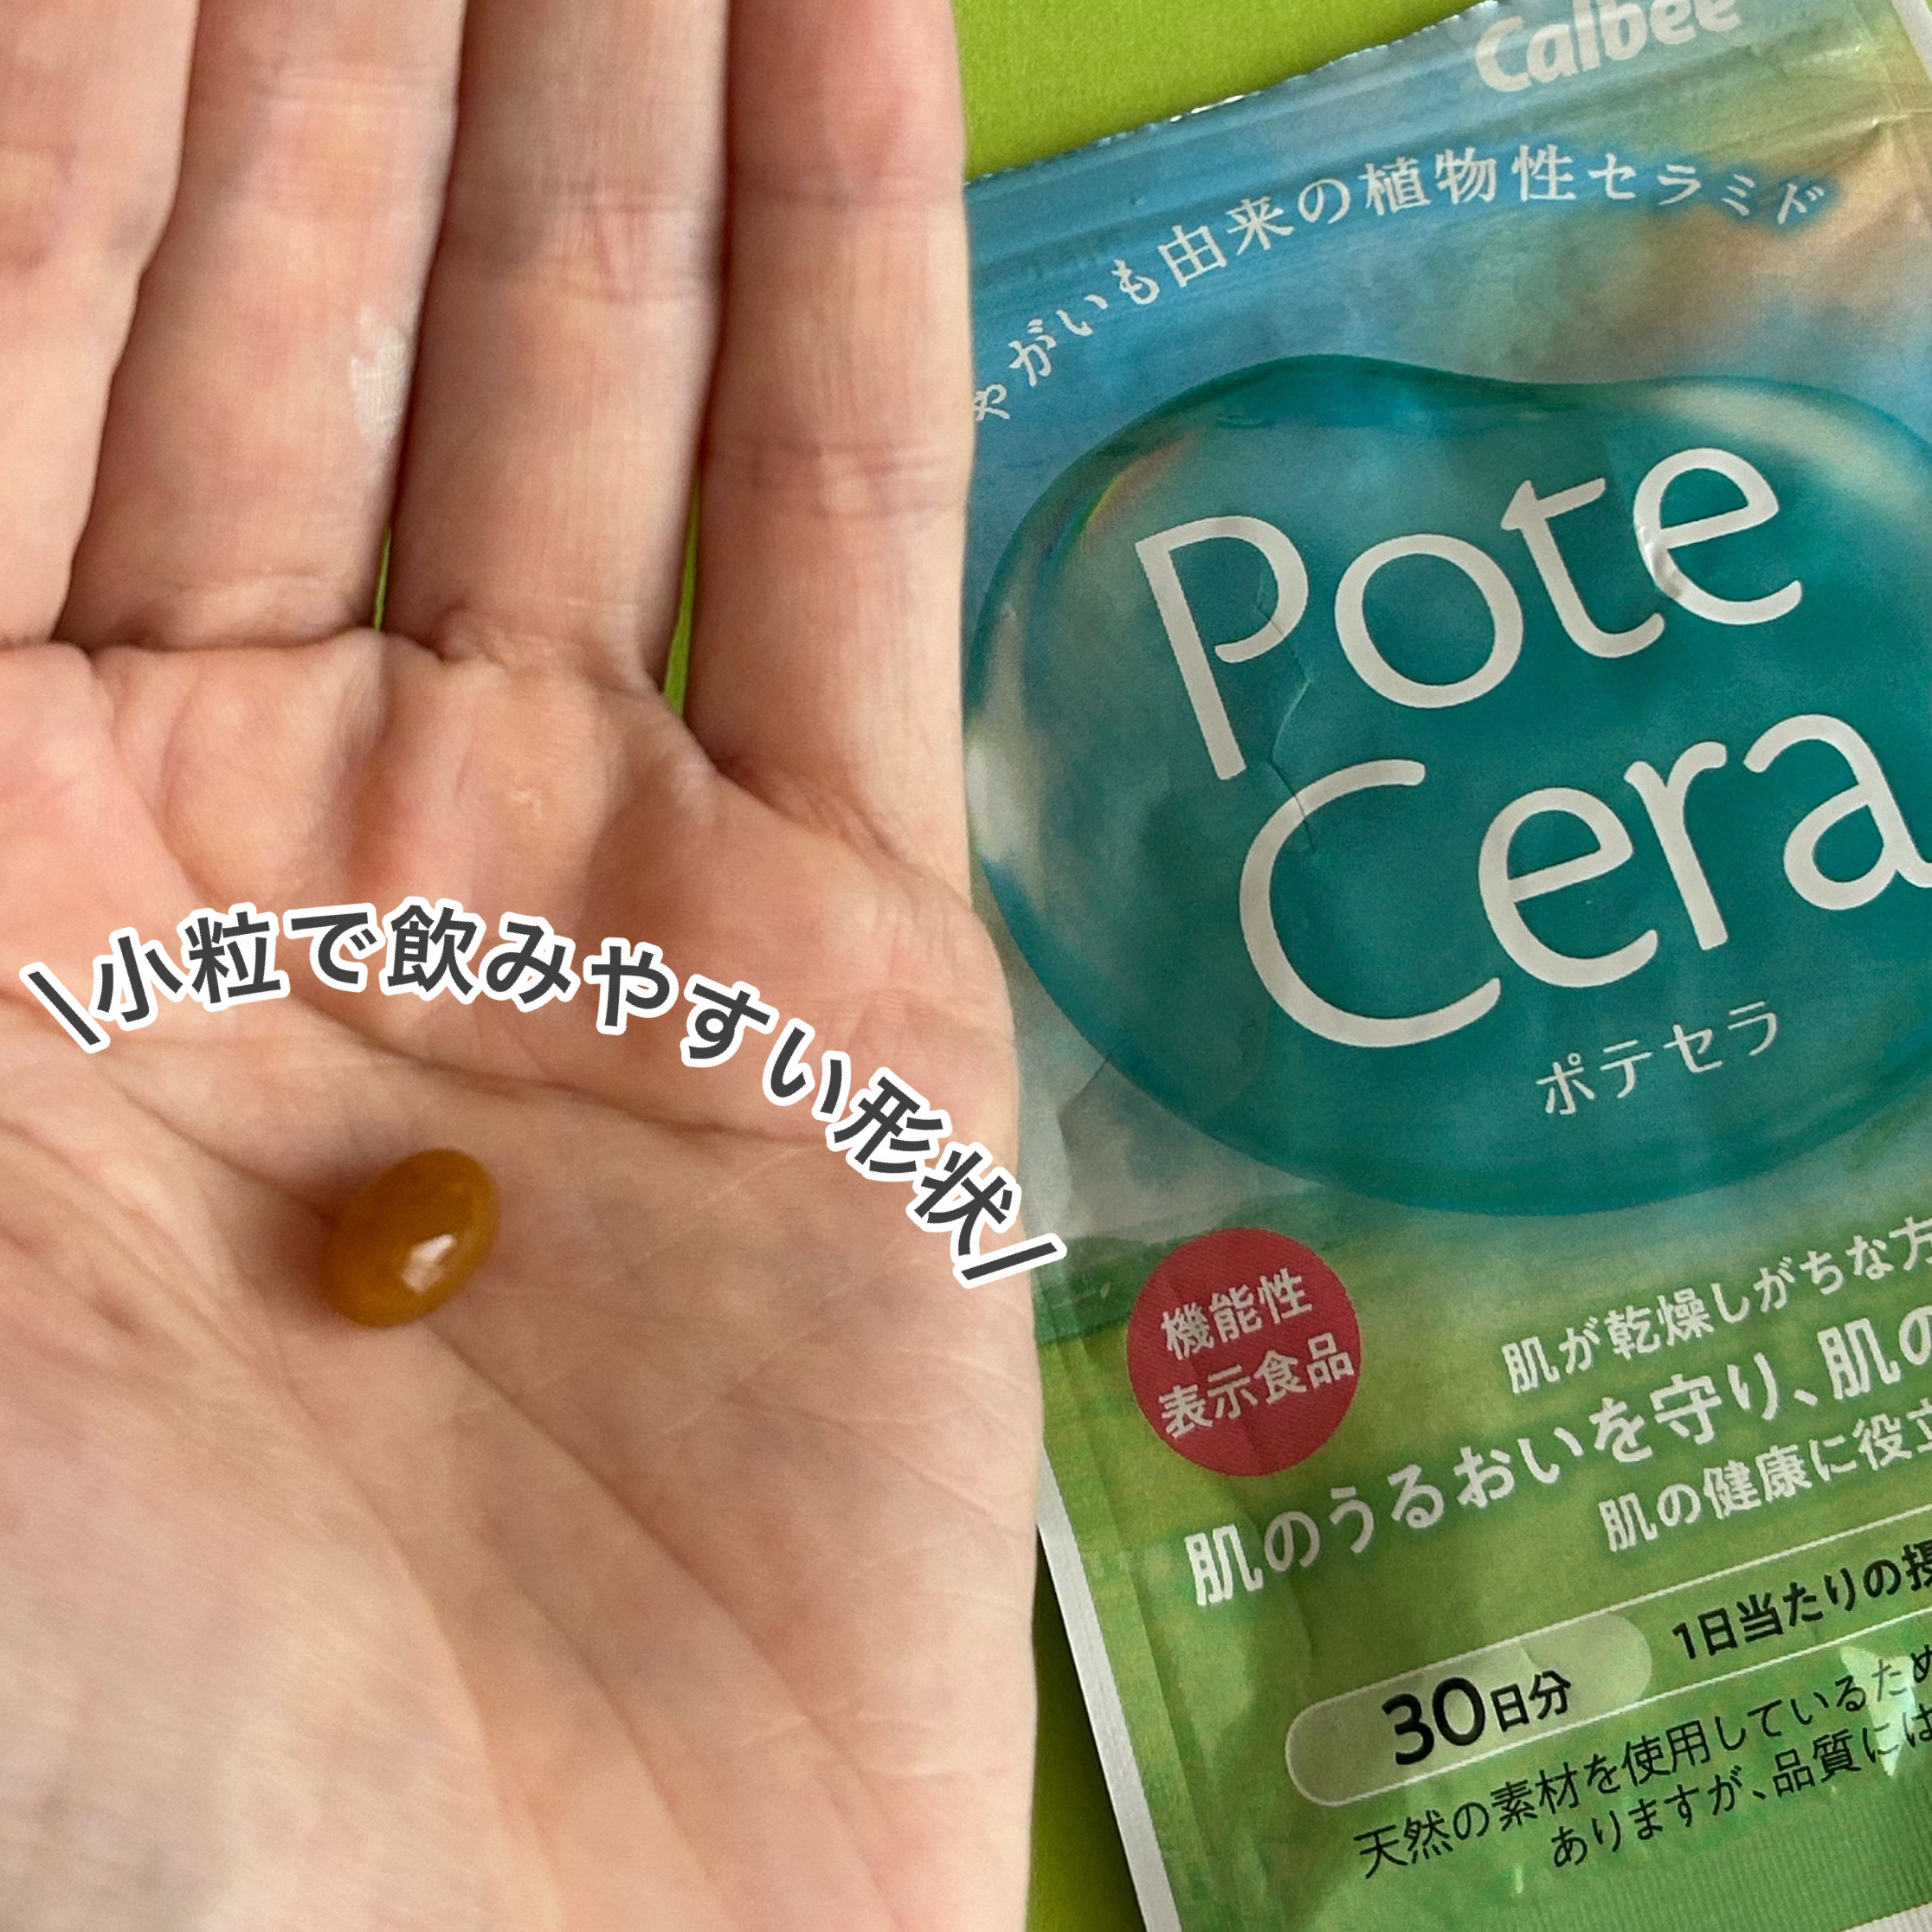 Calbee
ゃがいも由来の植物性セラミド
Pote
Cera
ポテセラ
\小粒で飲みやすい形状/
機能性
表示食品
肌が乾燥しがちな方
肌のうるおいを守り、肌の
肌の健康に役立
30日分
1日当たりの摂
天然の素材を使用しているため
ありますが、品質には